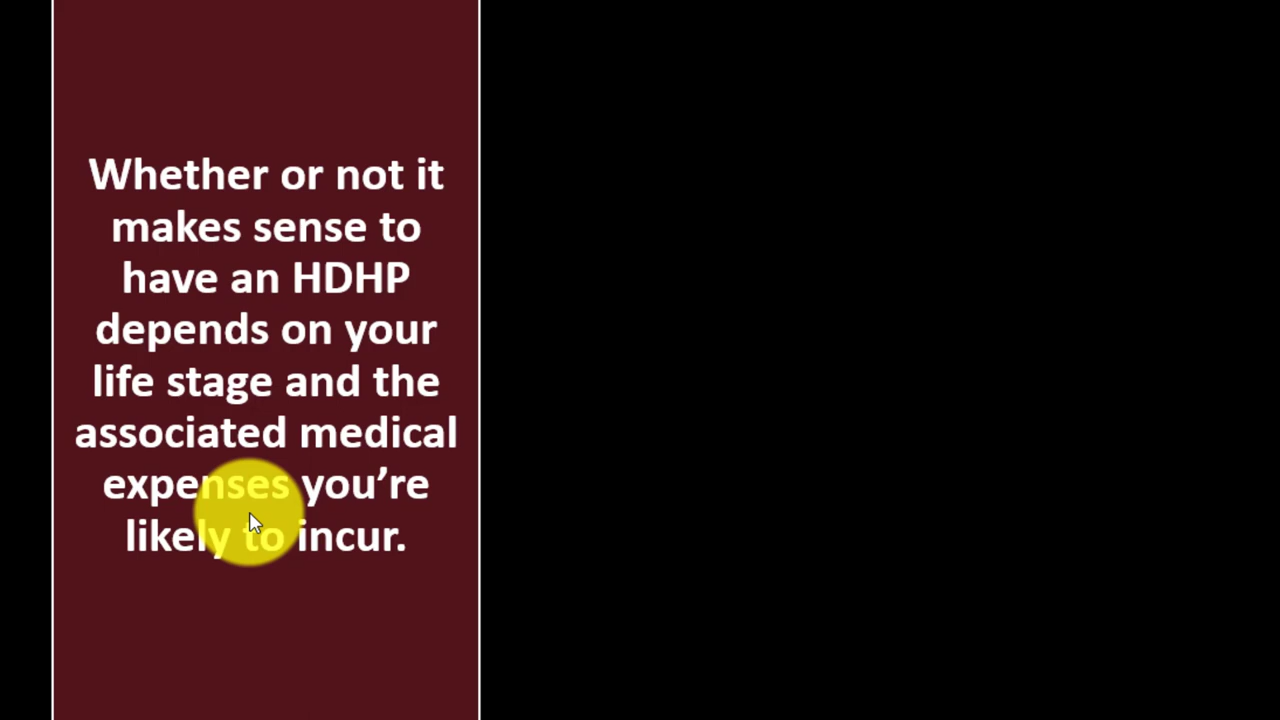 Whether or not it
makes sense to
have an HDHP
depends on your
life stage and the
associated medical
expenses you’re
likely to incur.